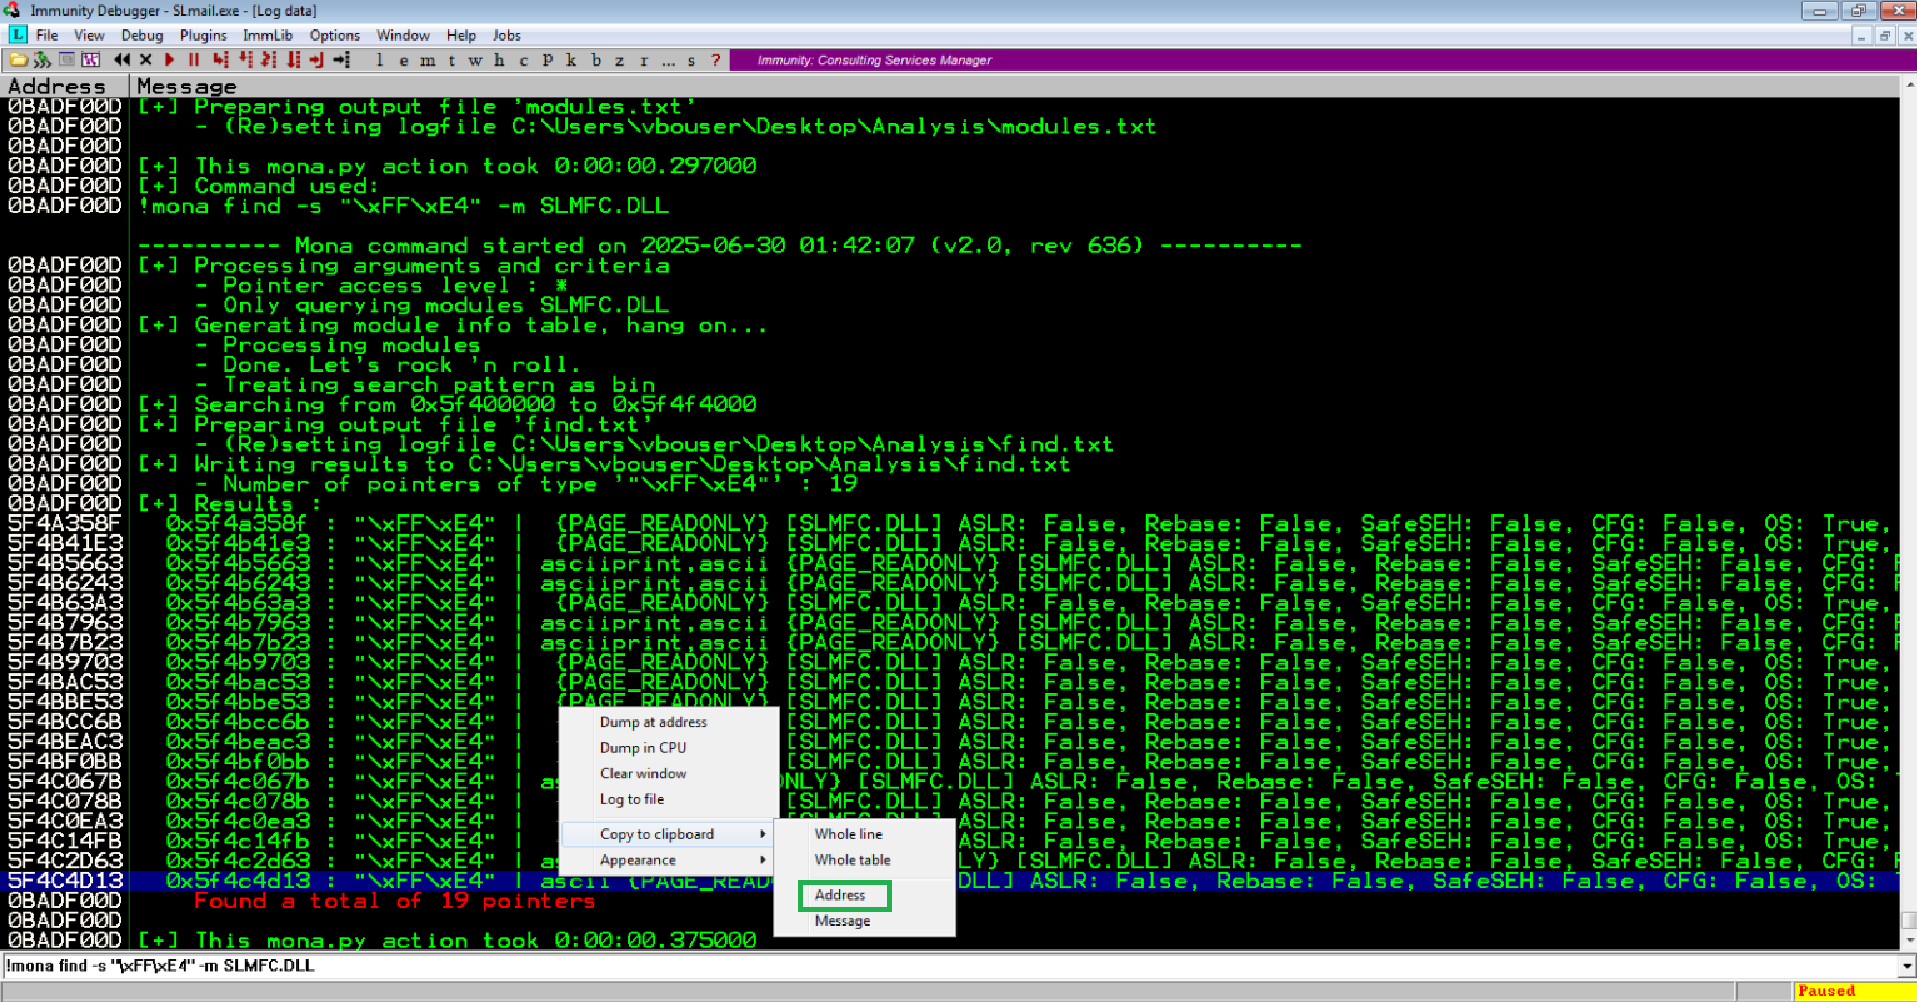 Immunity Debugger - SLmail.exe - [Log data]
L File View Debug Plugins ImmLib Options Window Help Jobs
l e m t w h c P k b z r ... s ? Immunity: Consulting Services Manager
Address Message
0BADF00D [+] Preparing output file 'modules.txt'
0BADF00D - (Re)setting logfile C:\Users\vbouser\Desktop\Analysis\modules.txt
0BADF00D
0BADF00D [+] This mona.py action took 0:00:00.297000
0BADF00D [+] Command used:
0BADF00D !mona find -s "\xFF\xE4" -m SLMFC.DLL
---------- Mona command started on 2025-06-30 01:42:07 (v2.0, rev 636) ----------
0BADF00D [+] Processing arguments and criteria
0BADF00D - Pointer access level : *
0BADF00D - Only querying modules SLMFC.DLL
0BADF00D [+] Generating module info table, hang on...
0BADF00D - Processing modules
0BADF00D - Done. Let's rock 'n roll.
0BADF00D - Treating search pattern as bin
0BADF00D [+] Searching from 0x5f400000 to 0x5f4f4000
0BADF00D [+] Preparing output file 'find.txt'
0BADF00D - (Re)setting logfile C:\Users\vbouser\Desktop\Analysis\find.txt
0BADF00D [+] Writing results to C:\Users\vbouser\Desktop\Analysis\find.txt
0BADF00D - Number of pointers of type '"\xFF\xE4"' : 19
0BADF00D [+] Results :
5F4A358F 0x5f4a358f : "\xFF\xE4" | {PAGE_READONLY} [SLMFC.DLL] ASLR: False, Rebase: False, SafeSEH: False, CFG: False, OS: True,
5F4B41E3 0x5f4b41e3 : "\xFF\xE4" | {PAGE_READONLY} [SLMFC.DLL] ASLR: False, Rebase: False, SafeSEH: False, CFG: False, OS: True,
5F4B5663 0x5f4b5663 : "\xFF\xE4" | asciiprint,ascii {PAGE_READONLY} [SLMFC.DLL] ASLR: False, Rebase: False, SafeSEH: False, CFG:
5F4B6243 0x5f4b6243 : "\xFF\xE4" | asciiprint,ascii {PAGE_READONLY} [SLMFC.DLL] ASLR: False, Rebase: False, SafeSEH: False, CFG:
5F4B63A3 0x5f4b63a3 : "\xFF\xE4" | {PAGE_READONLY} [SLMFC.DLL] ASLR: False, Rebase: False, SafeSEH: False, CFG: False, OS: True,
5F4B7963 0x5f4b7963 : "\xFF\xE4" | asciiprint,ascii {PAGE_READONLY} [SLMFC.DLL] ASLR: False, Rebase: False, SafeSEH: False, CFG:
5F4B7B23 0x5f4b7b23 : "\xFF\xE4" | asciiprint,ascii {PAGE_READONLY} [SLMFC.DLL] ASLR: False, Rebase: False, SafeSEH: False, CFG:
5F4B9703 0x5f4b9703 : "\xFF\xE4" | {PAGE_READONLY} [SLMFC.DLL] ASLR: False, Rebase: False, SafeSEH: False, CFG: False, OS: True,
5F4BAC53 0x5f4bac53 : "\xFF\xE4" | {PAGE_READONLY} [SLMFC.DLL] ASLR: False, Rebase: False, SafeSEH: False, CFG: False, OS: True,
5F4BBE53 0x5f4bbe53 : "\xFF\xE4" | {PAGE_READONLY} [SLMFC.DLL] ASLR: False, Rebase: False, SafeSEH: False, CFG: False, OS: True,
5F4BCC6B 0x5f4bcc6b : "\xFF\xE4" | [SLMFC.DLL] ASLR: False, Rebase: False, SafeSEH: False, CFG: False, OS: True,
5F4BEAC3 0x5f4beac3 : "\xFF\xE4" | [SLMFC.DLL] ASLR: False, Rebase: False, SafeSEH: False, CFG: False, OS: True,
5F4BF0BB 0x5f4bf0bb : "\xFF\xE4" | [SLMFC.DLL] ASLR: False, Rebase: False, SafeSEH: False, CFG: False, OS: True,
5F4C067B 0x5f4c067b : "\xFF\xE4" | as NLY} [SLMFC.DLL] ASLR: False, Rebase: False, SafeSEH: False, CFG: False, OS:
5F4C078B 0x5f4c078b : "\xFF\xE4" | [SLMFC.DLL] ASLR: False, Rebase: False, SafeSEH: False, CFG: False, OS: True,
5F4C0EA3 0x5f4c0ea3 : "\xFF\xE4" | ASLR: False, Rebase: False, SafeSEH: False, CFG: False, OS: True,
5F4C14FB 0x5f4c14fb : "\xFF\xE4" | ASLR: False, Rebase: False, SafeSEH: False, CFG: False, OS: True,
5F4C2D63 0x5f4c2d63 : "\xFF\xE4" | as LY} [SLMFC.DLL] ASLR: False, Rebase: False, SafeSEH: False, CFG:
5F4C4D13 0x5f4c4d13 : "\xFF\xE4" | ascii {PAGE_READ DLL] ASLR: False, Rebase: False, SafeSEH: False, CFG: False, OS:
0BADF00D Found a total of 19 pointers
0BADF00D
0BADF00D [+] This mona.py action took 0:00:00.375000
Dump at address
Dump in CPU
Clear window
Log to file
Copy to clipboard
Appearance
Whole line
Whole table
Address
Message
!mona find -s "\xFF\xE4" -m SLMFC.DLL
Paused